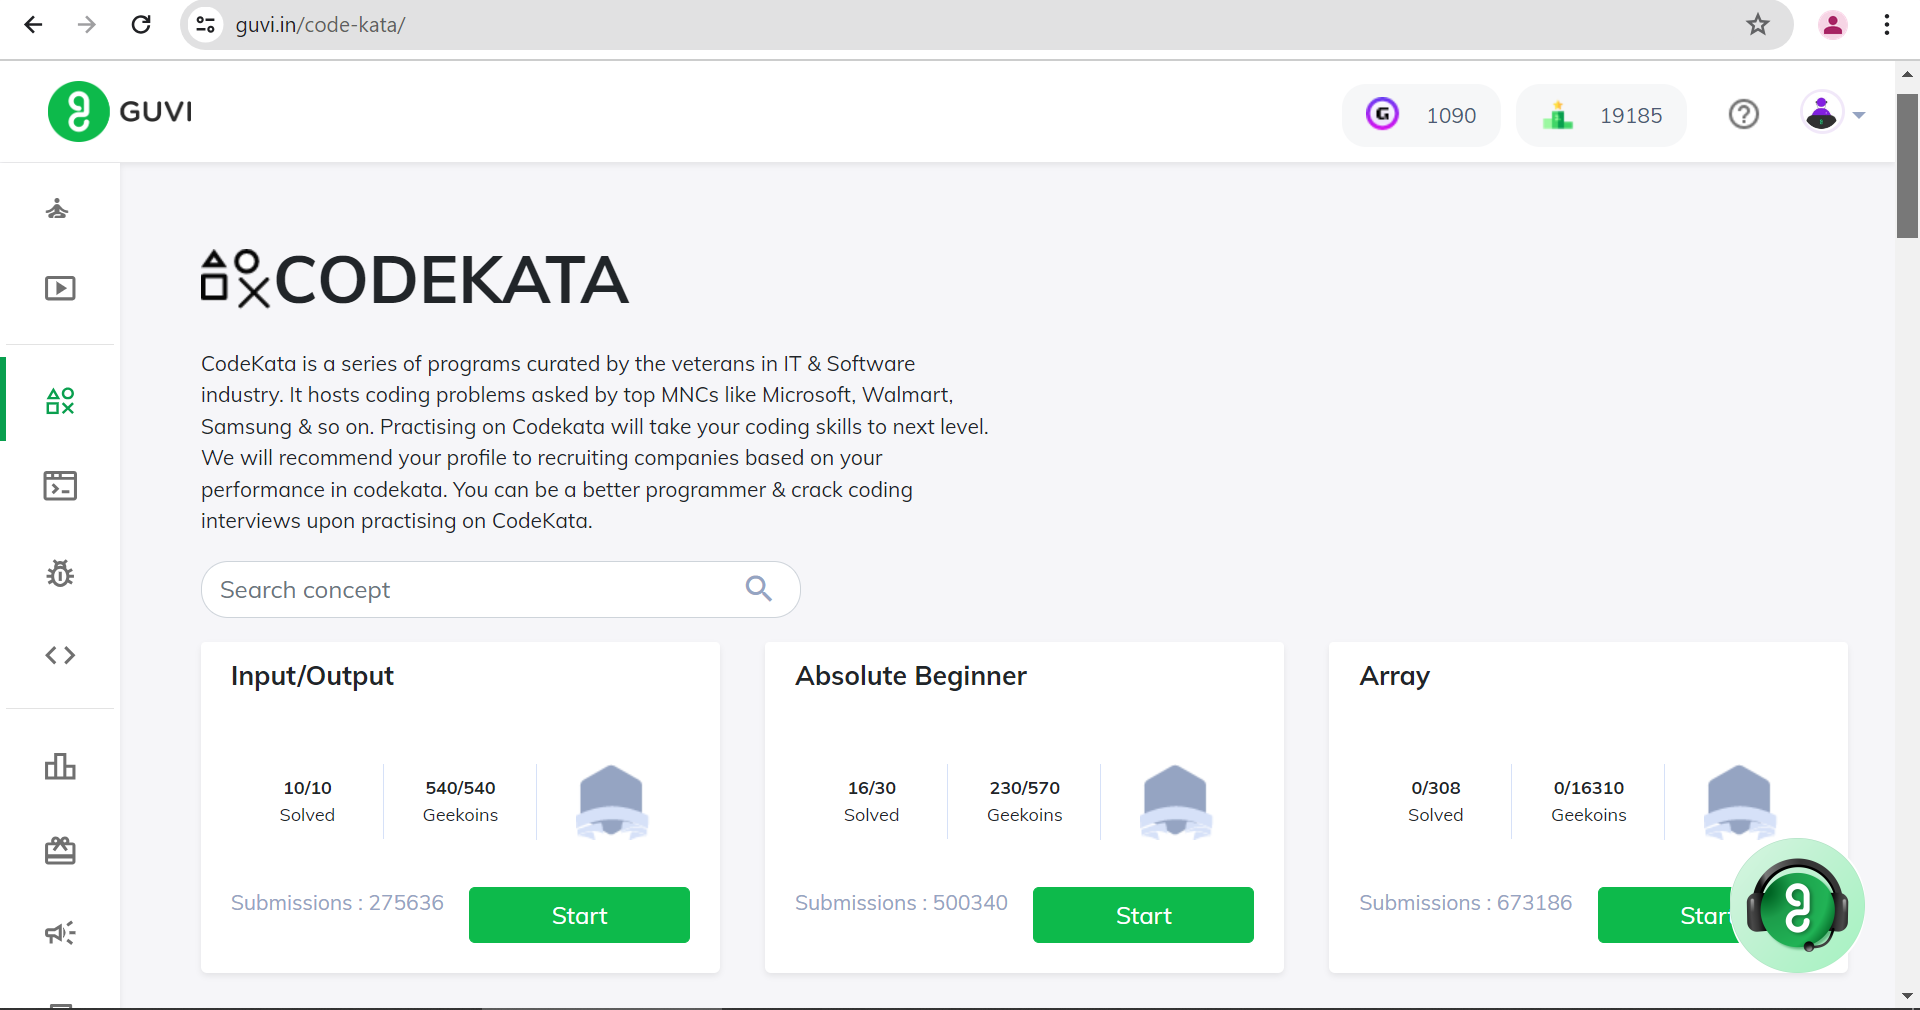 guvi.in/code-kata/
GUVI
G 1090
19185
CODEKATA
CodeKata is a series of programs curated by the veterans in IT & Software
industry. It hosts coding problems asked by top MNCs like Microsoft, Walmart,
Samsung & so on. Practising on Codekata will take your coding skills to next level.
We will recommend your profile to recruiting companies based on your
performance in codekata. You can be a better programmer & crack coding
interviews upon practising on CodeKata.
Search concept
Input/Output
10/10
Solved
540/540
Geekoins
Submissions : 275636
Start
Absolute Beginner
16/30
Solved
230/570
Geekoins
Submissions : 500340
Start
Array
0/308
Solved
0/16310
Geekoins
Submissions : 673186
Start